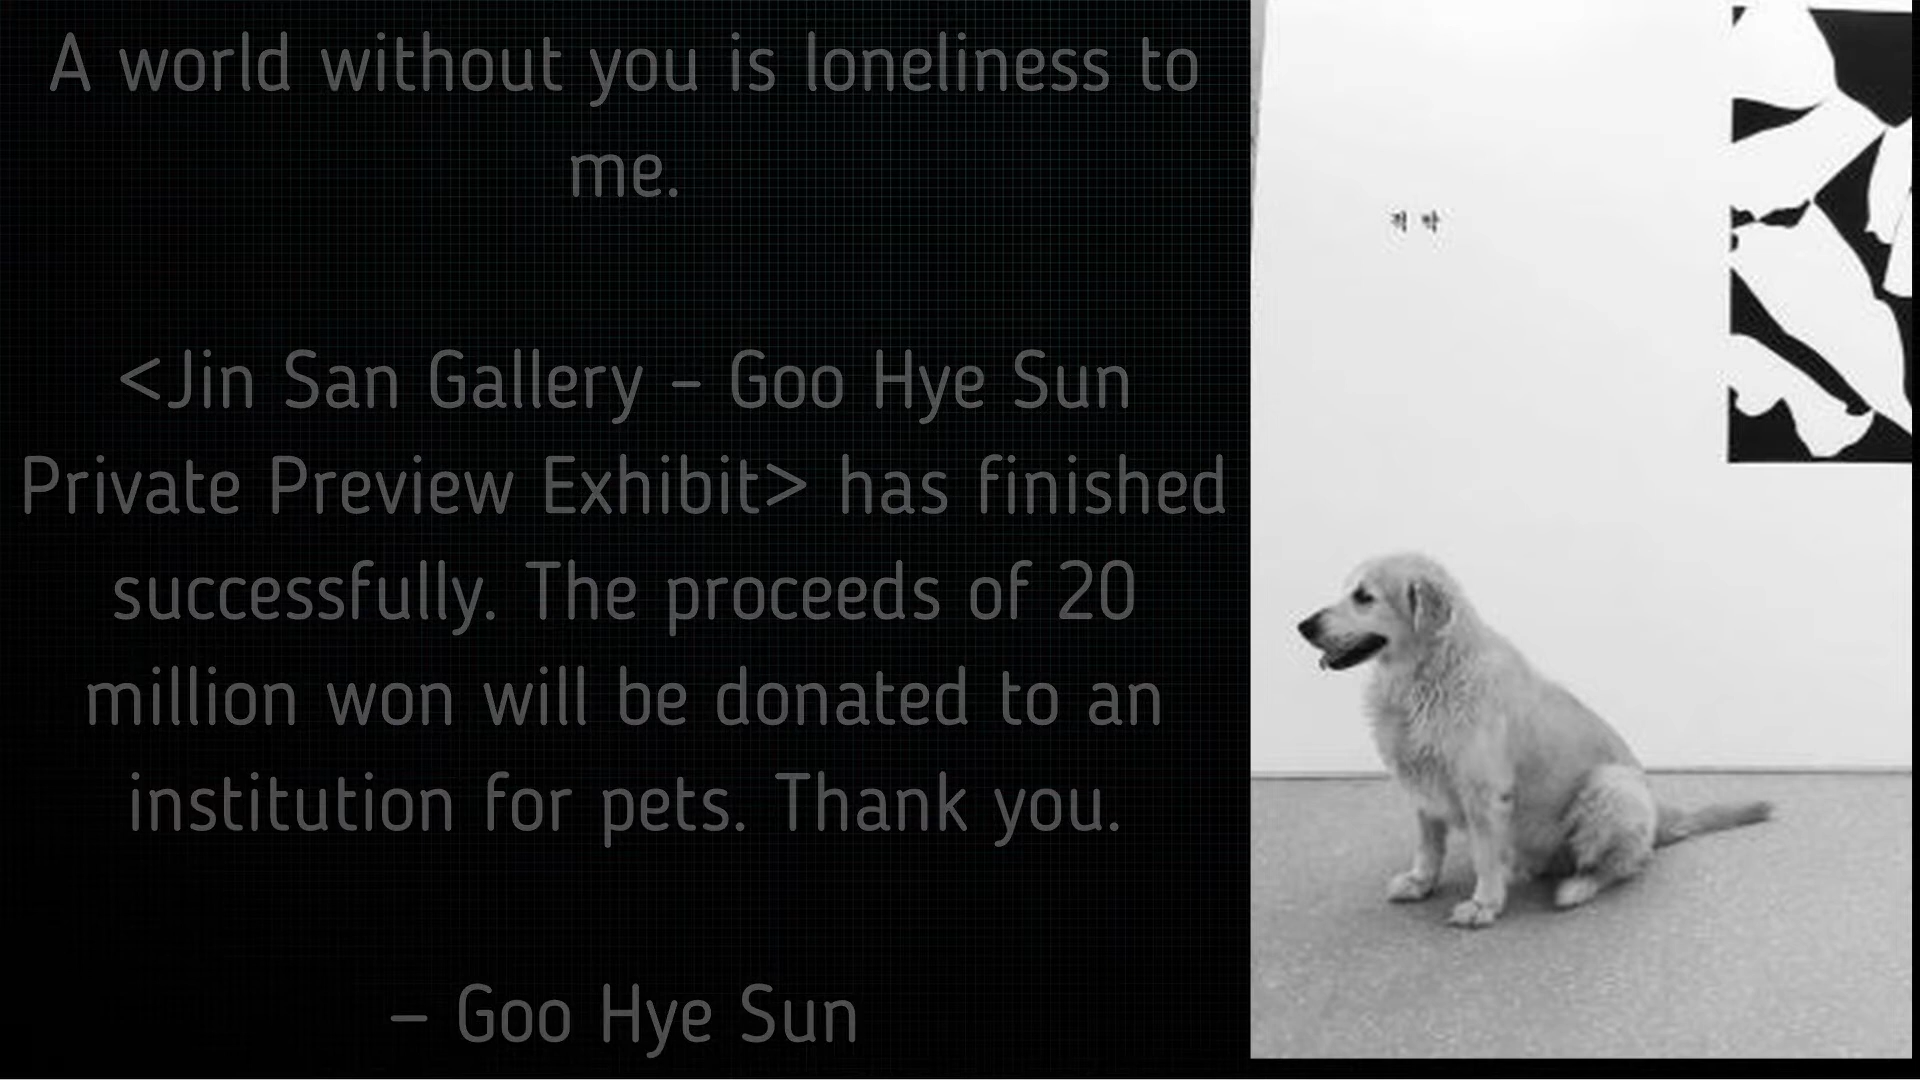 A world without you is loneliness to
me.
<Jin San Gallery – Goo Hye Sun
Private Preview Exhibit> has finished
successfully. The proceeds of 20
million won will be donated to an
institution for pets. Thank you.
– Goo Hye Sun
적 막